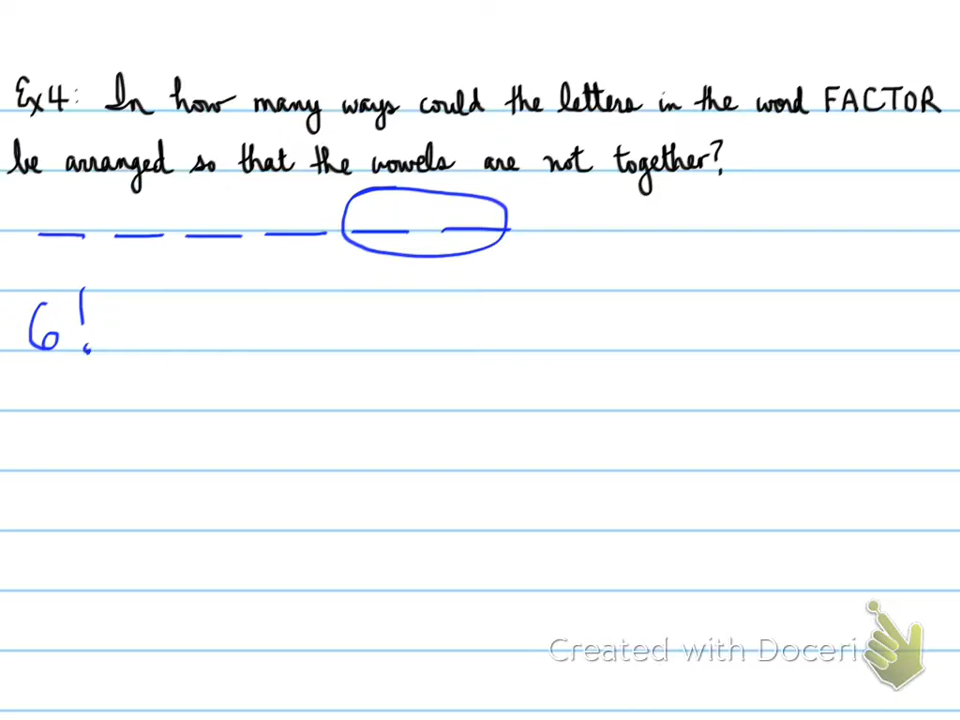 Ex4: In how many ways could the letters in the word FACTOR
be arranged so that the vowels are not together?
6!
Created with Doceri